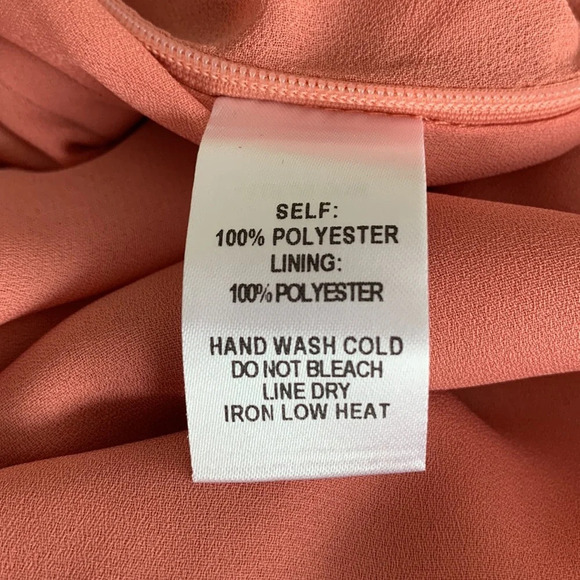 SELF:
100% POLYESTER
LINING:
100% POLYESTER
HAND WASH COLD
DO NOT BLEACH
LINE DRY
IRON LOW HEAT